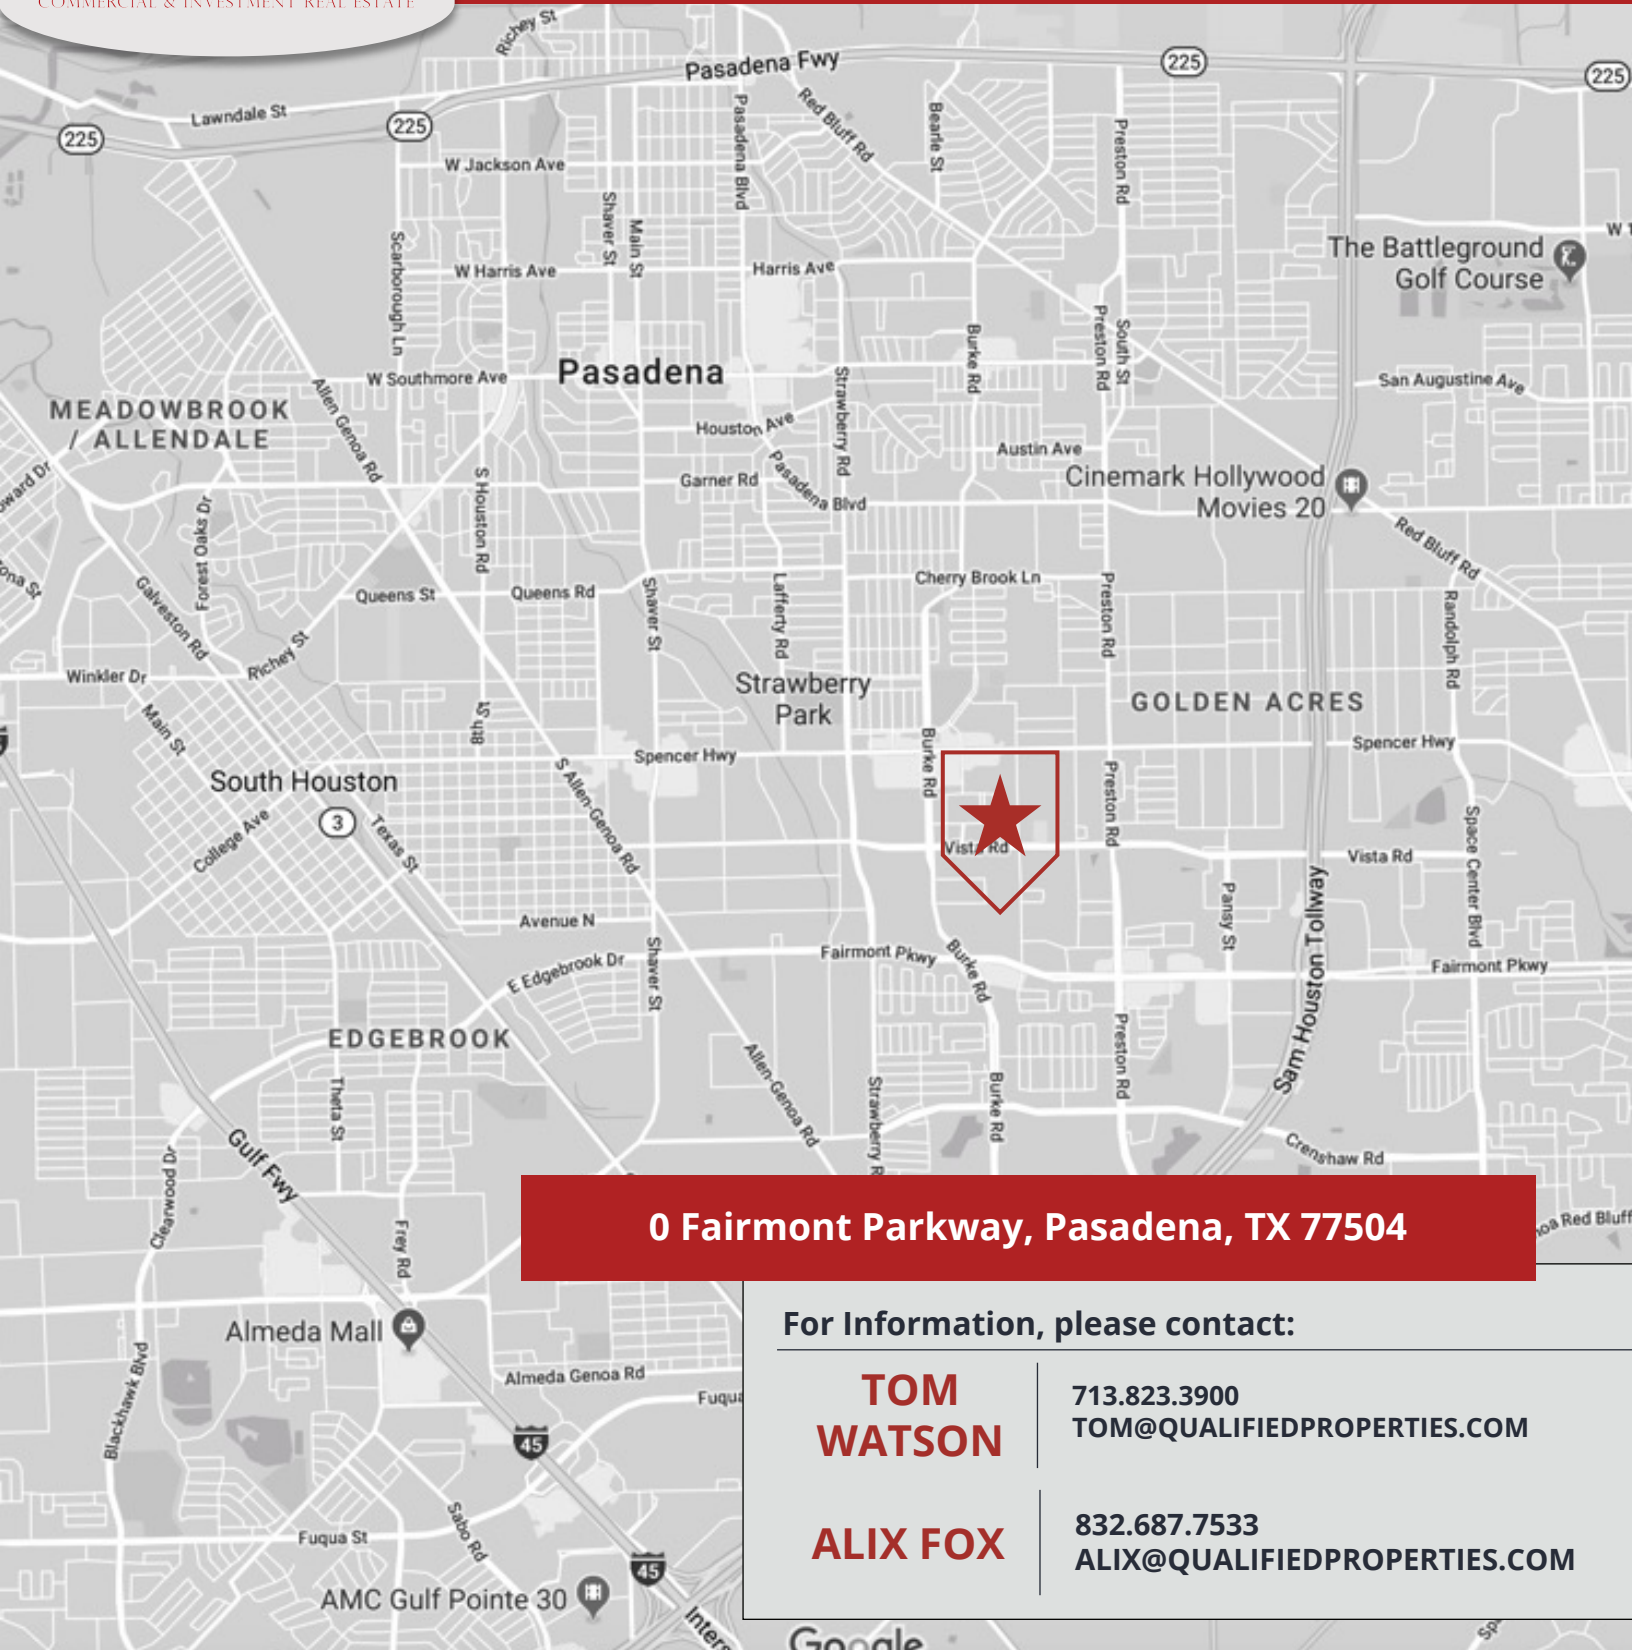 COMMERCIAL & INVESTMENT REAL ESTATE
Richey St
Pasadena Fwy
225
225
Lawndale St
225
225
Red Bluff Rd
Pasadena Blvd
Bearle St
Preston Rd
W Jackson Ave
Shaver St
Main St
Scarborough Ln
W Harris Ave
Harris Ave
The Battleground
Golf Course
Burke Rd
Preston Rd
South St
Pasadena
W Southmore Ave
Allen Genoa Rd
Strawberry Rd
San Augustine Ave
MEADOWBROOK
/ ALLENDALE
Houston Ave
Austin Ave
Garner Rd
Pasadena Blvd
Cinemark Hollywood
Movies 20
S Houston Rd
Forest Oaks Dr
Red Bluff Rd
Galveston Rd
Queens St
Queens Rd
Shaver St
Lafferty Rd
Cherry Brook Ln
Preston Rd
Randolph Rd
Richey St
Winkler Dr
Main St
8th St
Strawberry
Park
GOLDEN ACRES
Spencer Hwy
Burke Rd
Spencer Hwy
South Houston
3
College Ave
Texas St
S Allen-Genoa Rd
Preston Rd
Vista Rd
Vista Rd
Space Center Blvd
Pansy St
Sam Houston Tollway
Avenue N
E Edgebrook Dr
Shaver St
Fairmont Pkwy
Burke Rd
Fairmont Pkwy
EDGEBROOK
Theta St
Allen-Genoa Rd
Strawberry R
Burke Rd
Preston Rd
Crenshaw Rd
Gulf Fwy
Clearwood Dr
Frey Rd
0 Fairmont Parkway, Pasadena, TX 77504
oa Red Bluff
For Information, please contact:
Almeda Mall
Blackhawk Blvd
Almeda Genoa Rd
Fuqua
TOM
WATSON
713.823.3900
TOM@QUALIFIEDPROPERTIES.COM
45
Sabo Rd
Fuqua St
ALIX FOX
832.687.7533
ALIX@QUALIFIEDPROPERTIES.COM
45
AMC Gulf Pointe 30
Inters
Google